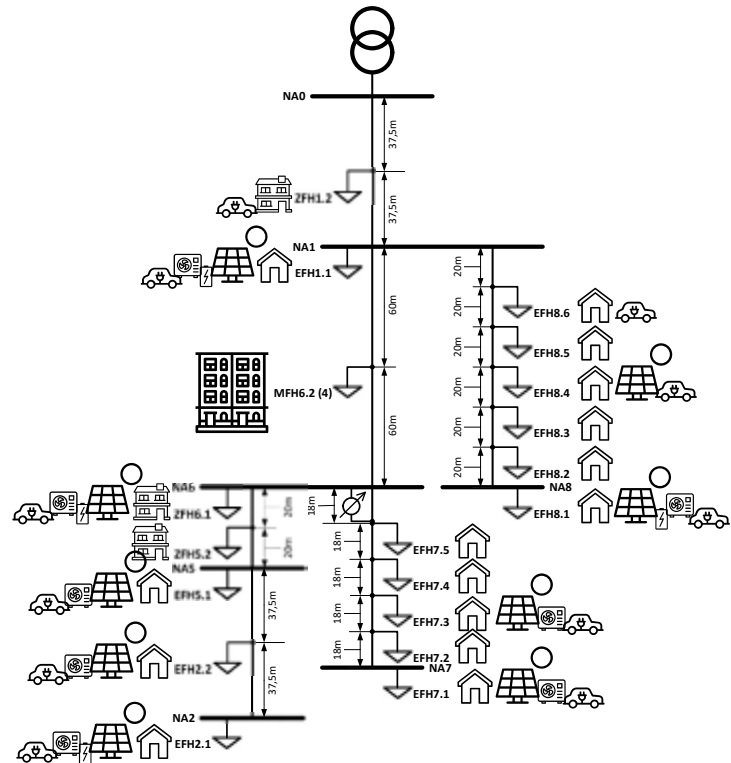 NA0
37,5m
ZFH1.2
37,5m
NA1
EFH1.1
20m
60m
20m
EFH8.6
20m
EFH8.5
MFH6.2 (4)
20m
EFH8.4
60m
20m
EFH8.3
20m
EFH8.2
NA6
NA8
ZFH6.1
20m
18m
EFH8.1
ZFH5.2
20m
18m
EFH7.5
NA5
EFH5.1
18m
EFH7.4
37,5m
18m
EFH7.3
EFH2.2
18m
EFH7.2
37,5m
NA7
EFH7.1
NA2
EFH2.1